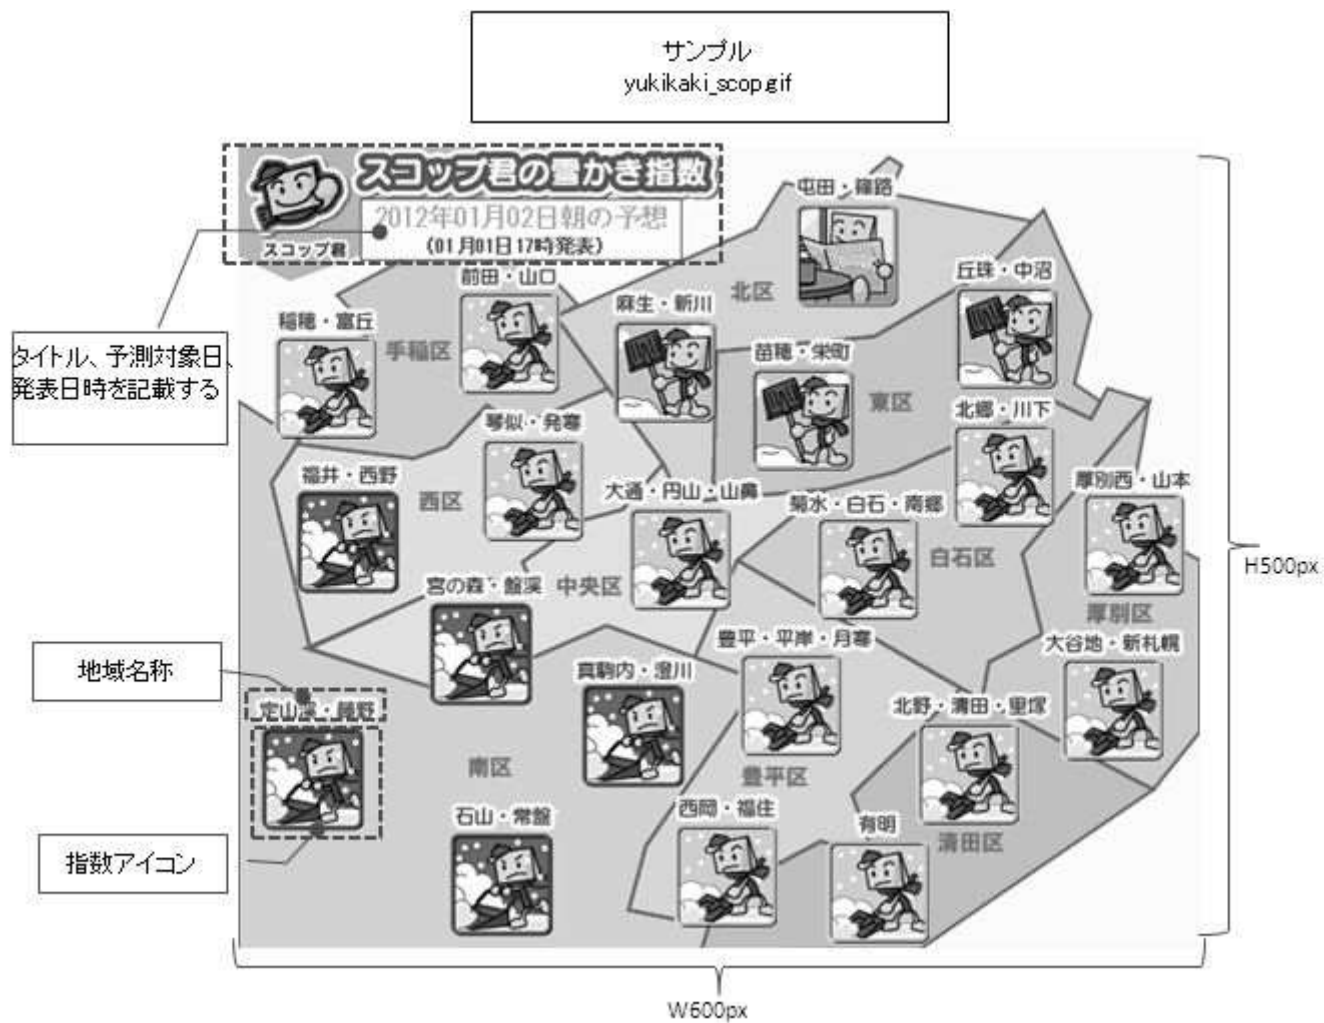 サンプル
yukikaki_scop.gif
スコップ君の雪かき指数
2012年01月02日朝の予想
(01月01日17時発表)
スコップ君
屯田・篠路
前田・山口
丘珠・中沼
北区
麻生・新川
稲穂・富丘
手稲区
苗穂・栄町
タイトル、予測対象日、
発表日時を記載する
東区
北郷・川下
琴似・発寒
福井・西野
西区
大通・円山・山鼻
菊水・白石・南郷
厚別西・山本
白石区
H500px
宮の森・盤渓
中央区
厚別区
豊平・平岸・月寒
大谷地・新札幌
地域名称
真駒内・澄川
定山渓・簾野
北野・清田・里塚
南区
豊平区
西岡・福住
石山・常盤
有明
清田区
指数アイコン
W600px